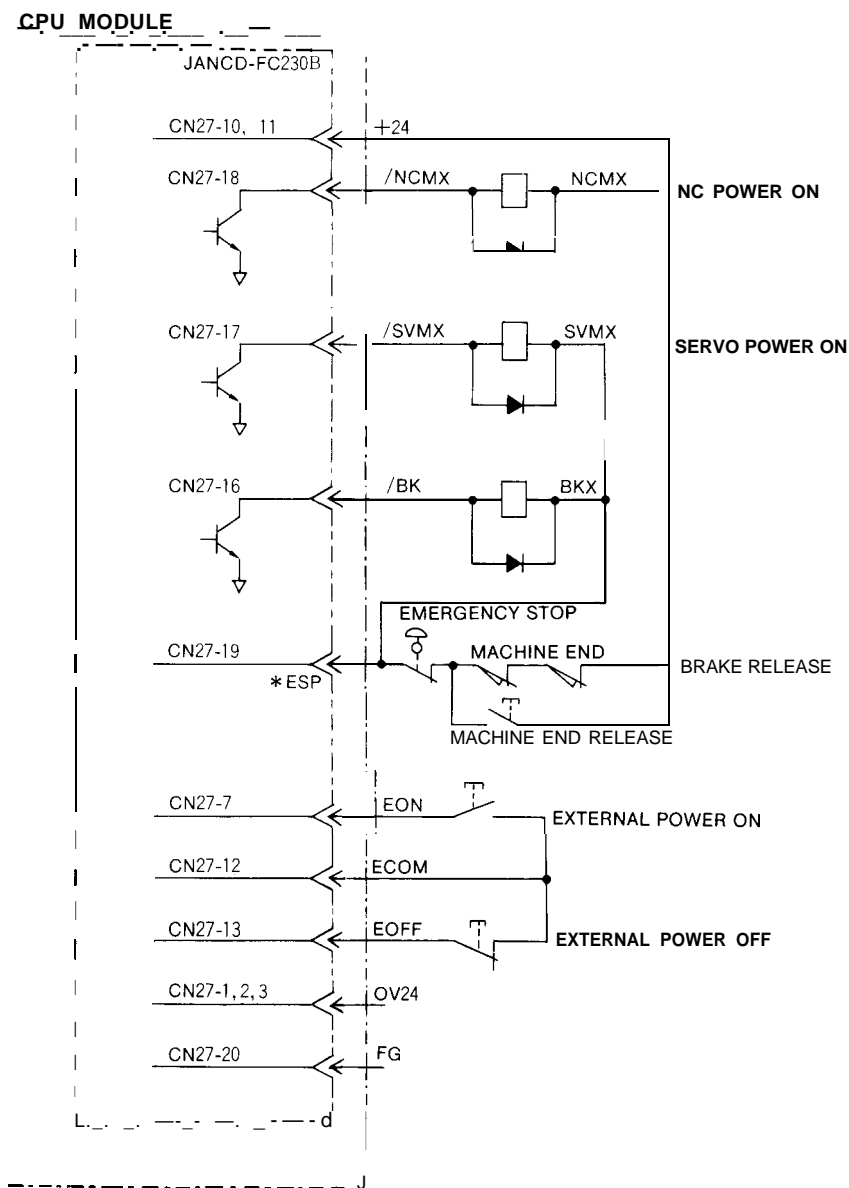 CPU MODULE
JANCD-FC230B
CN27-10, 11 +24
CN27-18 /NCMX NCMX NC POWER ON
CN27-17 /SVMX SVMX SERVO POWER ON
CN27-16 /BK BKX
EMERGENCY STOP
CN27-19 MACHINE END BRAKE RELEASE
*ESP
MACHINE END RELEASE
CN27-7 EON EXTERNAL POWER ON
CN27-12 ECOM
CN27-13 EOFF EXTERNAL POWER OFF
CN27-1, 2, 3 OV24
CN27-20 FG